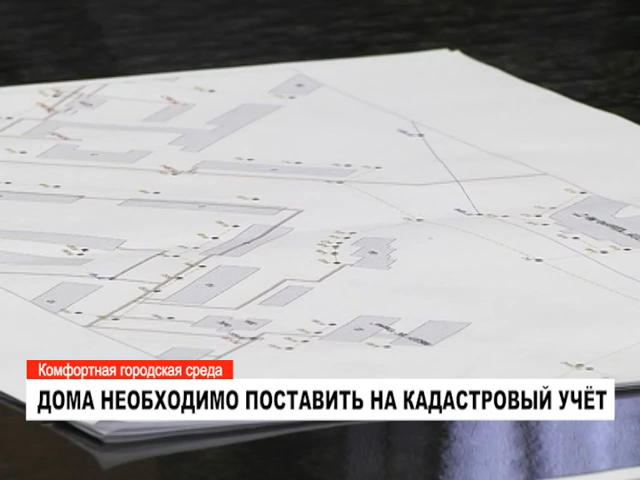 Комфортная городская среда
ДОМА НЕОБХОДИМО ПОСТАВИТЬ НА КАДАСТРОВЫЙ УЧЁТ